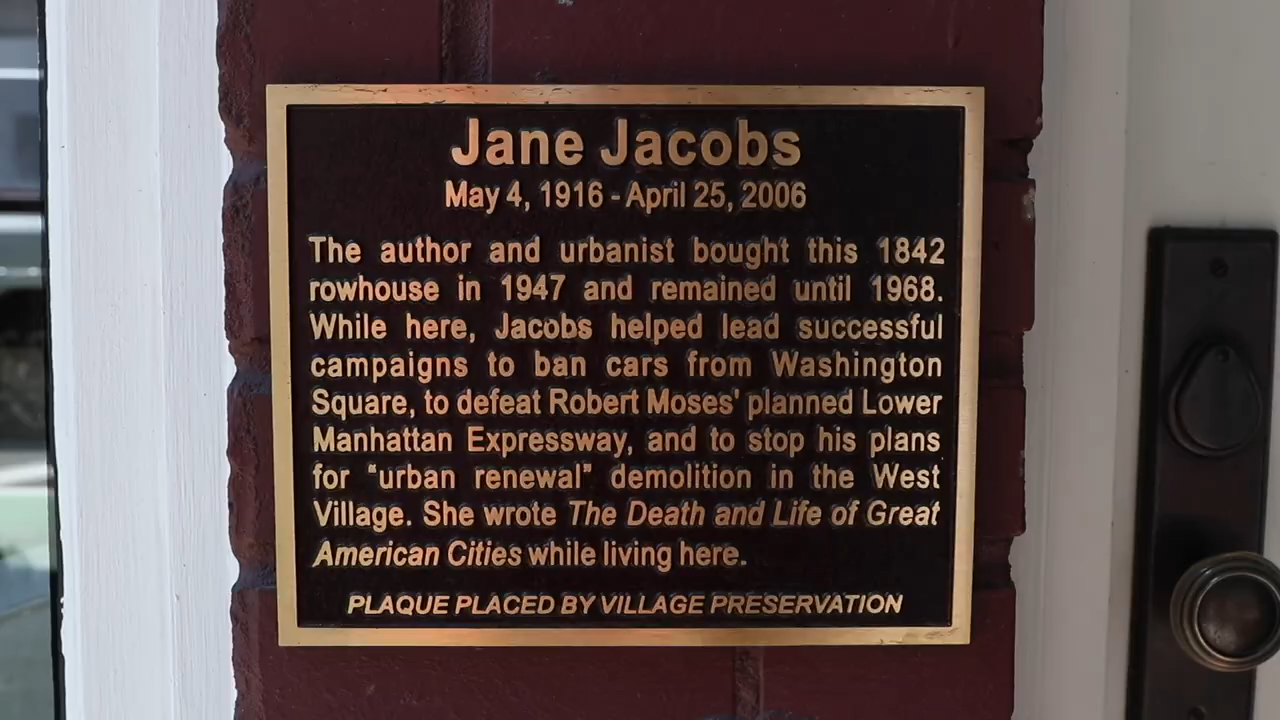 Jane Jacobs
May 4, 1916 - April 25, 2006
The author and urbanist bought this 1842
rowhouse in 1947 and remained until 1968.
While here, Jacobs helped lead successful
campaigns to ban cars from Washington
Square, to defeat Robert Moses' planned Lower
Manhattan Expressway, and to stop his plans
for "urban renewal" demolition in the West
Village. She wrote The Death and Life of Great
American Cities while living here.
PLAQUE PLACED BY VILLAGE PRESERVATION